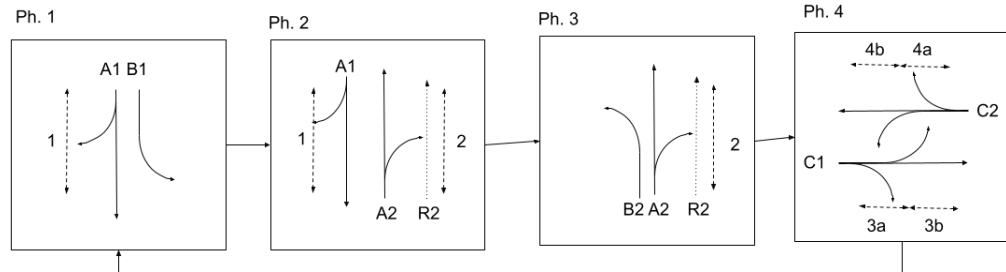 Ph. 1
A1 B1
1
Ph. 2
A1
1
2
A2
R2
Ph. 3
2
B2 A2 R2
Ph. 4
4b 4a
C2
C1
3a 3b